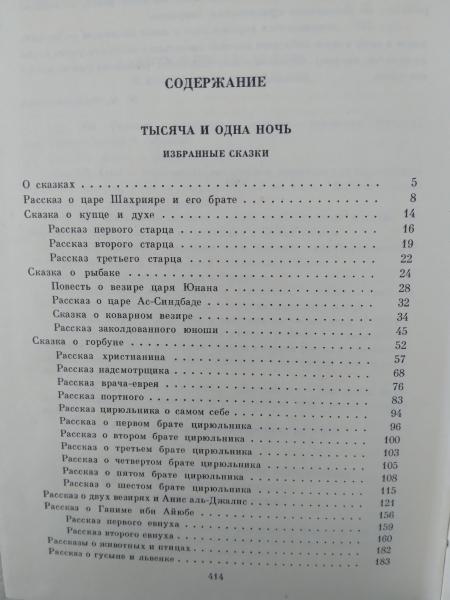 СОДЕРЖАНИЕ
ТЫСЯЧА И ОДНА НОЧЬ
ИЗБРАННЫЕ СКАЗКИ
О сказках 5
Рассказ о царе Шахрияре и его брате 8
Сказка о купце и духе 14
Рассказ первого старца 16
Рассказ второго старца 19
Рассказ третьего старца 22
Сказка о рыбаке 24
Повесть о везире царя Юнана 28
Рассказ о царе Ас-Синдбаде 32
Сказка о коварном везире 34
Рассказ заколдованного юноши 45
Сказка о горбуне 52
Рассказ христианина 57
Рассказ надсмотрщика 68
Рассказ врача-еврея 76
Рассказ портного 83
Рассказ цирюльника о самом себе 94
Рассказ о первом брате цирюльника 96
Рассказ о втором брате цирюльника 100
Рассказ о третьем брате цирюльника 103
Рассказ о четвертом брате цирюльника 105
Рассказ о пятом брате цирюльника 108
Рассказ о шестом брате цирюльника 115
Рассказ о двух везирях и Анис аль-Джалис 121
Рассказ о Ганиме ибн Айюбе 156
Рассказ первого евнуха 159
Рассказ второго евнуха 160
Рассказы о животных и птицах 182
Рассказ о гусыне и львенке 183
414